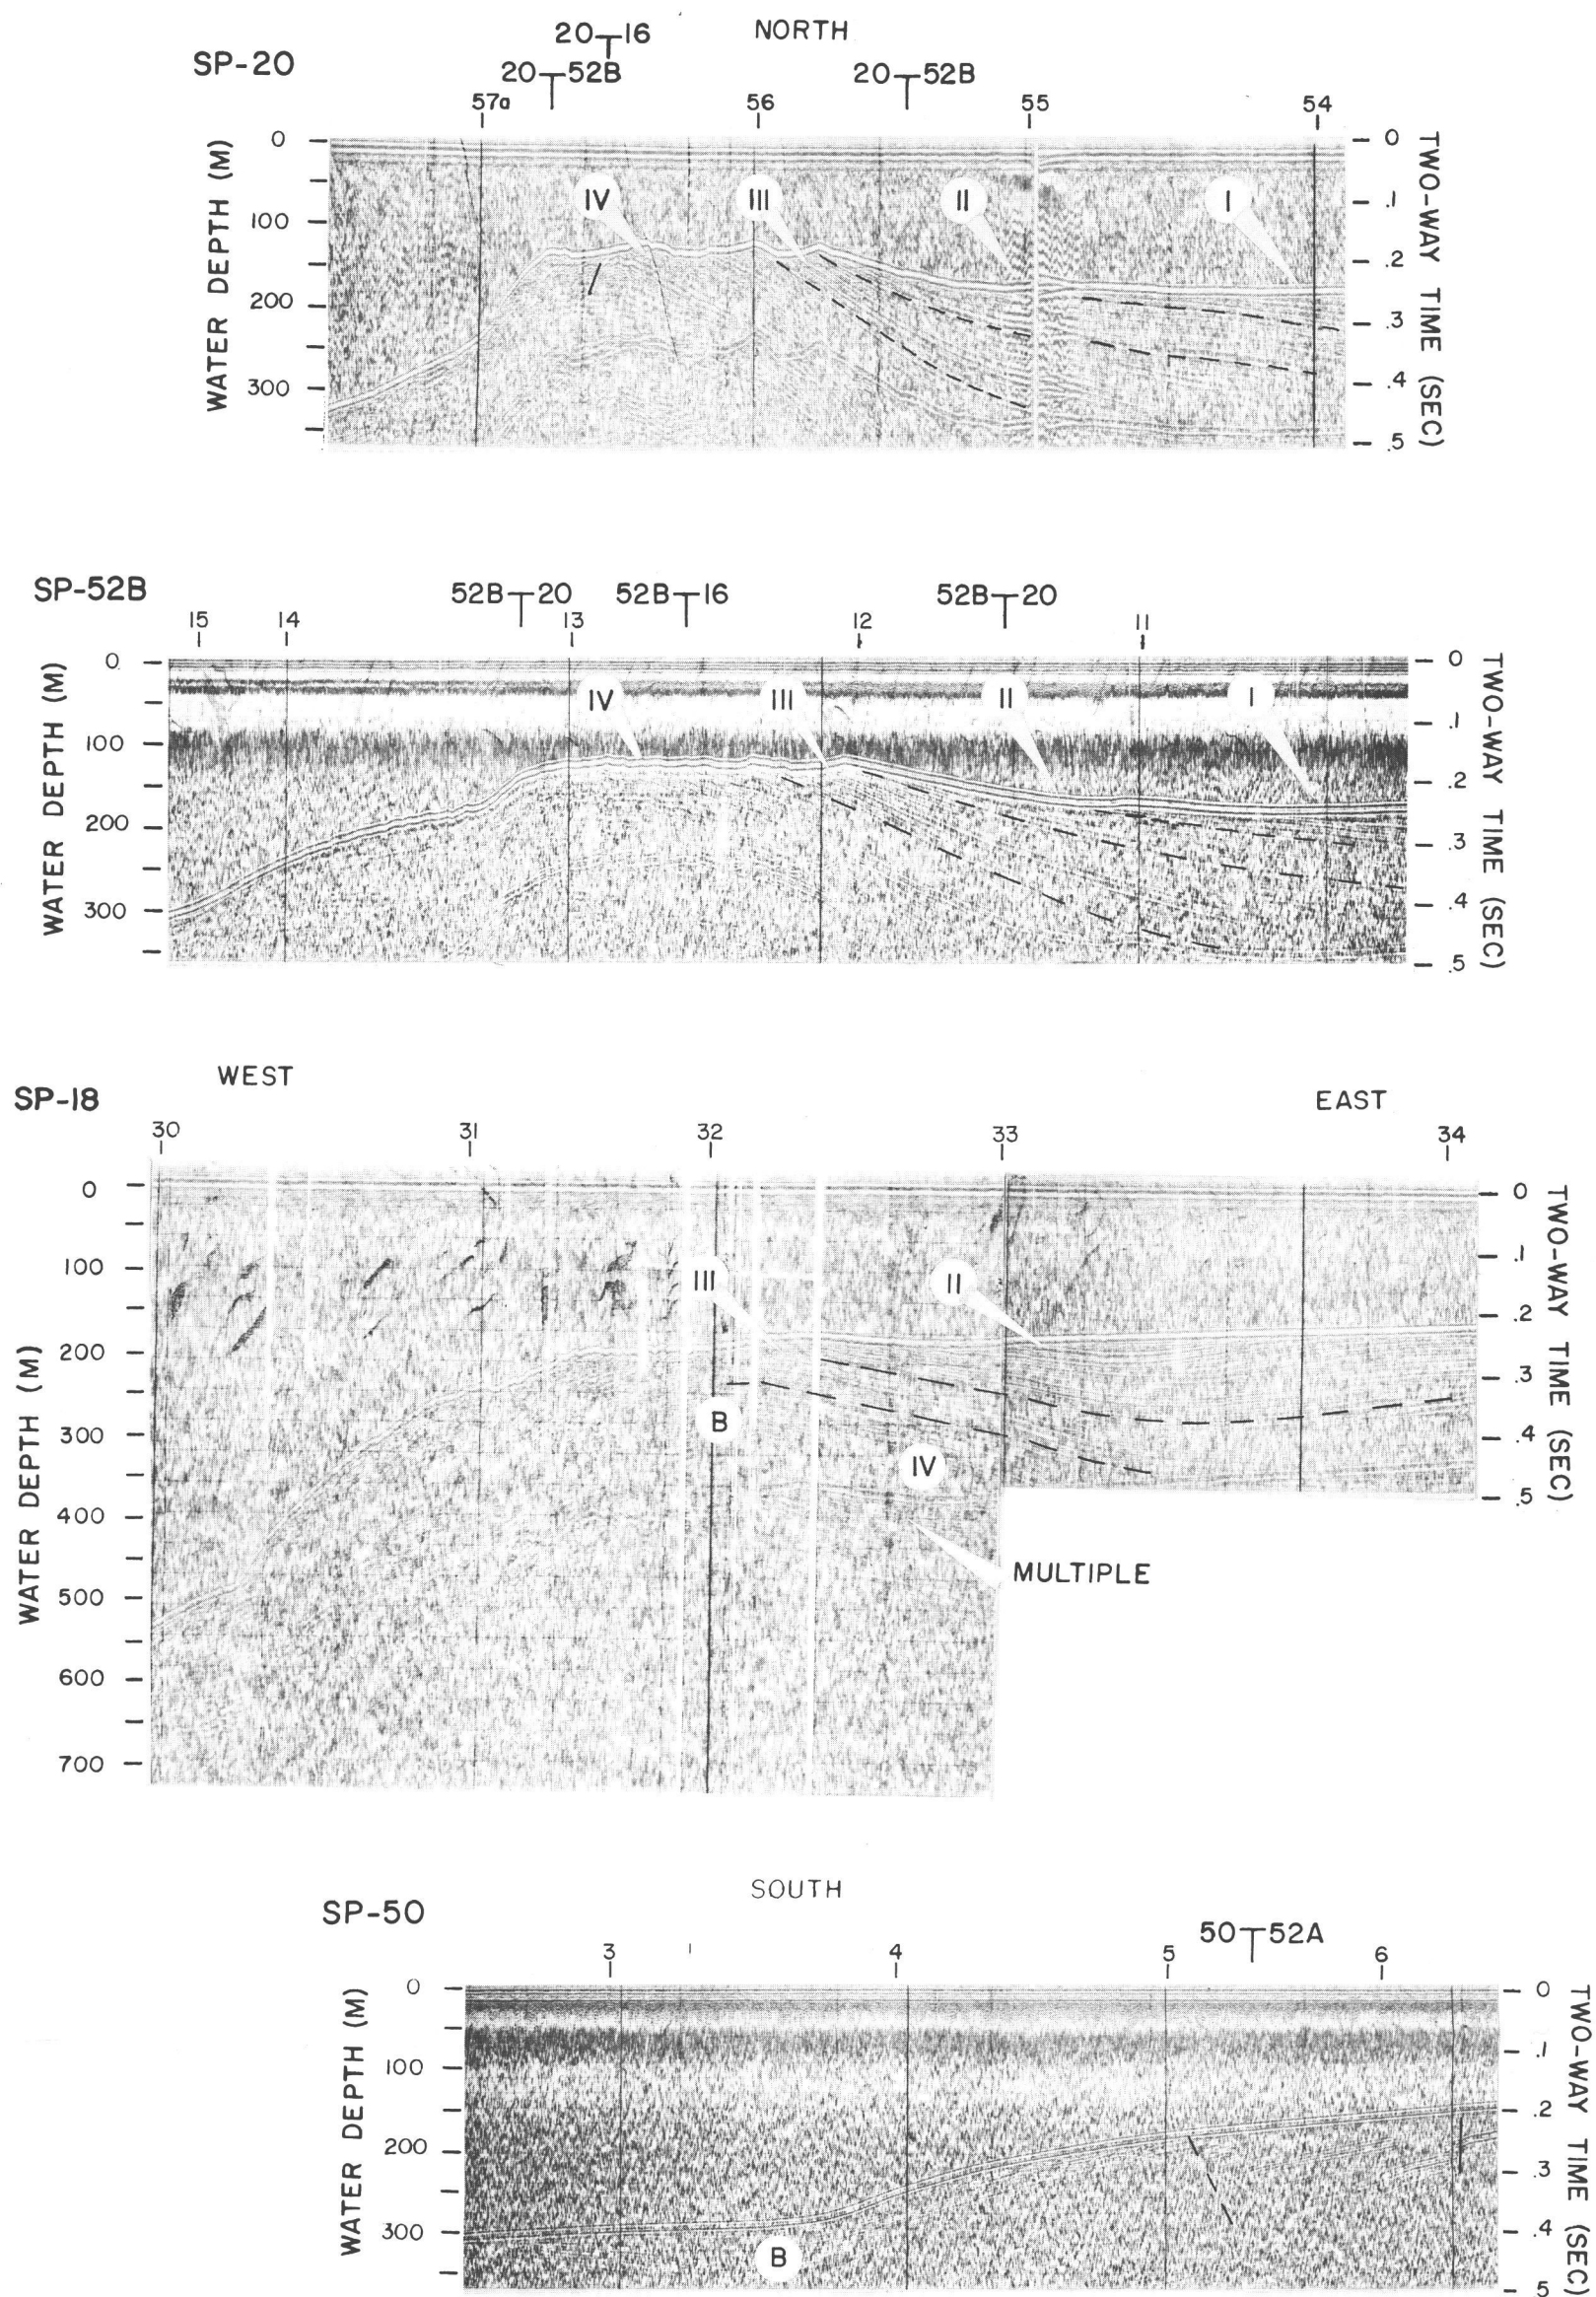 20 16 NORTH
SP-20
20 52B 20 52B
57a 56 55 54
WATER DEPTH (M)
0
100
200
300
IV III II I
0
.1
.2
.3
.4
.5
TWO-WAY TIME (SEC)
SP-52B
52B 20 52B 16 52B 20
15 14 13 12 11
WATER DEPTH (M)
0
100
200
300
IV III II I
0
.1
.2
.3
.4
.5
TWO-WAY TIME (SEC)
WEST
SP-18
EAST
30 31 32 33 34
WATER DEPTH (M)
0
100
200
300
400
500
600
700
III II
B
IV
MULTIPLE
0
.1
.2
.3
.4
.5
TWO-WAY TIME (SEC)
SOUTH
SP-50
50 52A
3 4 5 6
WATER DEPTH (M)
0
100
200
300
B
0
.1
.2
.3
.4
.5
TWO-WAY TIME (SEC)